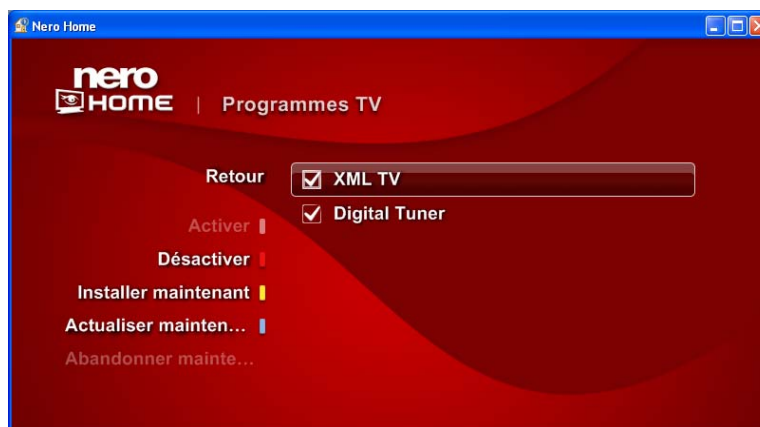 Nero Home
nero
HOME | Programmes TV
Retour
XML TV
Digital Tuner
Activer
Désactiver
Installer maintenant
Actualiser mainten...
Abandonner mainte...